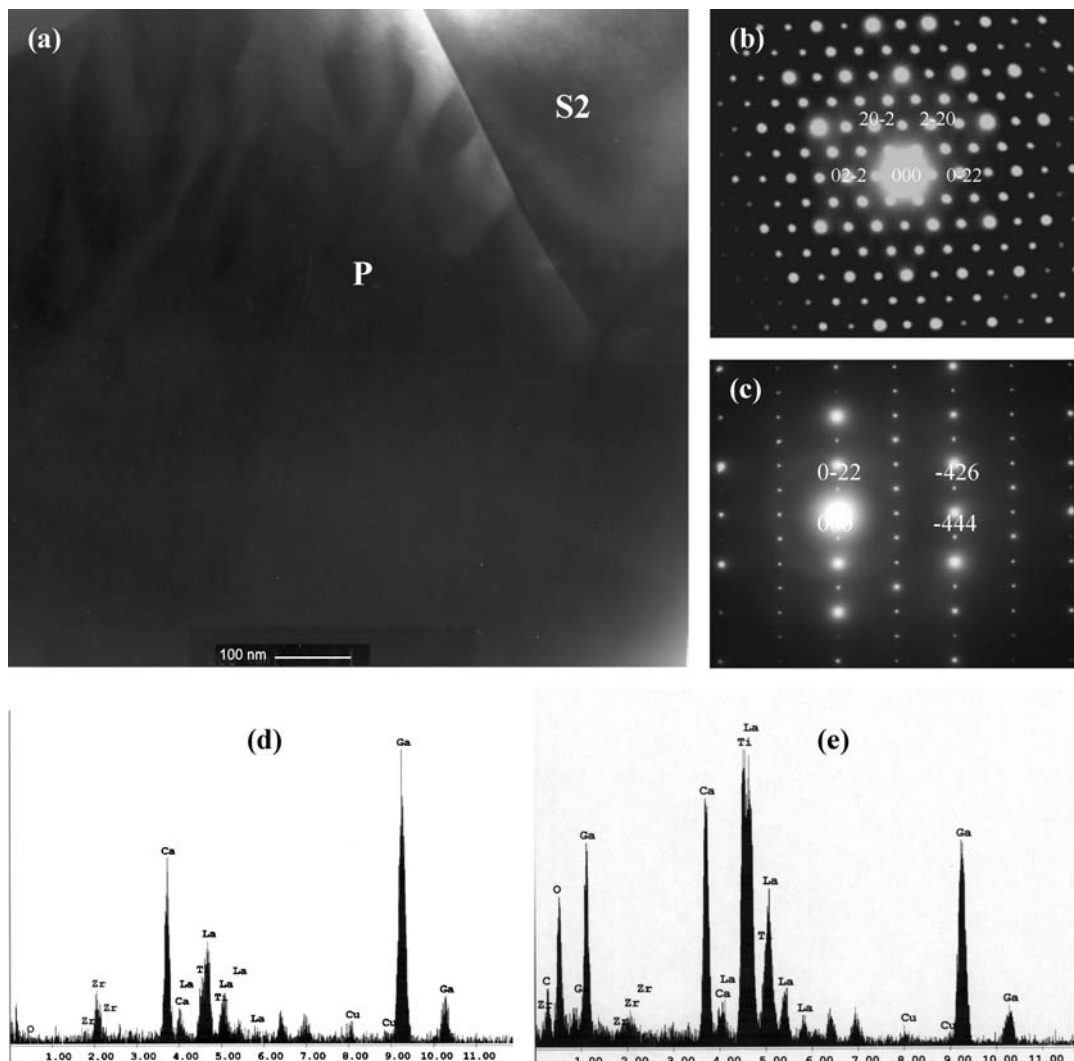 (a)
S2
P
100 nm
(b)
20-2 2-20
02-2 000 0-22
(c)
0-22 -426
-444
(d)
Ga
Ca
La
Zr
La
T
La
Zr
Ca
Ti
La
Ga
O
Zr
Cu
Cu
1.00 2.00 3.00 4.00 5.00 6.00 7.00 8.00 9.00 10.00 11.00
(e)
La
Ti
Ca
Ga
Ga
O
La
C
G
Zr
La
Ti
La
Zr
Zr
Ca
La
Ga
Zr
Cu
Cu
1.00 2.00 3.00 4.00 5.00 6.00 7.00 8.00 9.00 10.00 11.00